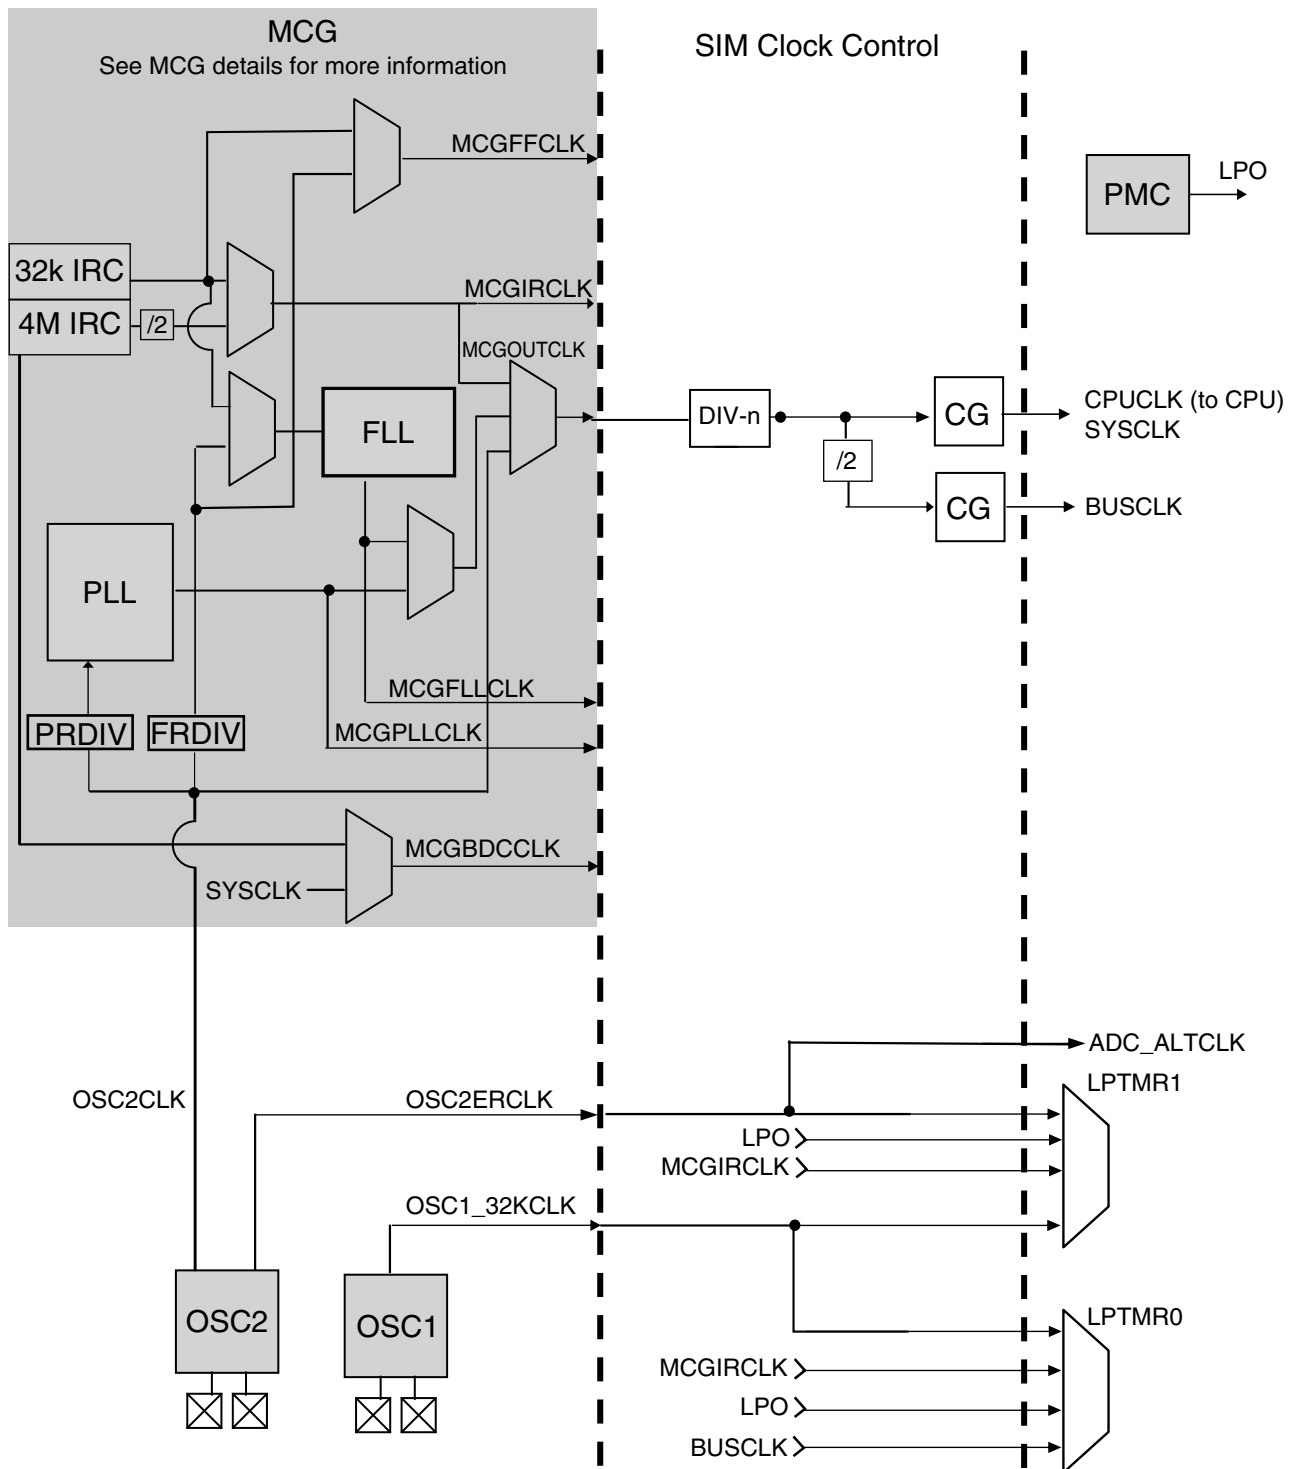 MCG
See MCG details for more information
SIM Clock Control
MCGFFCLK
LPO
PMC
32k IRC
MCGIRCLK
4M IRC
/2
MCGOUTCLK
FLL
DIV-n
CG
CPUCLK (to CPU)
SYSCLK
/2
CG
BUSCLK
PLL
MCGFLLCLK
PRDIV
FRDIV
MCGPLLCLK
MCGBDCCLK
SYSCLK
ADC_ALTCLK
LPTMR1
OSC2CLK
OSC2ERCLK
LPO
MCGIRCLK
OSC1_32KCLK
OSC2
OSC1
LPTMR0
MCGIRCLK
LPO
BUSCLK